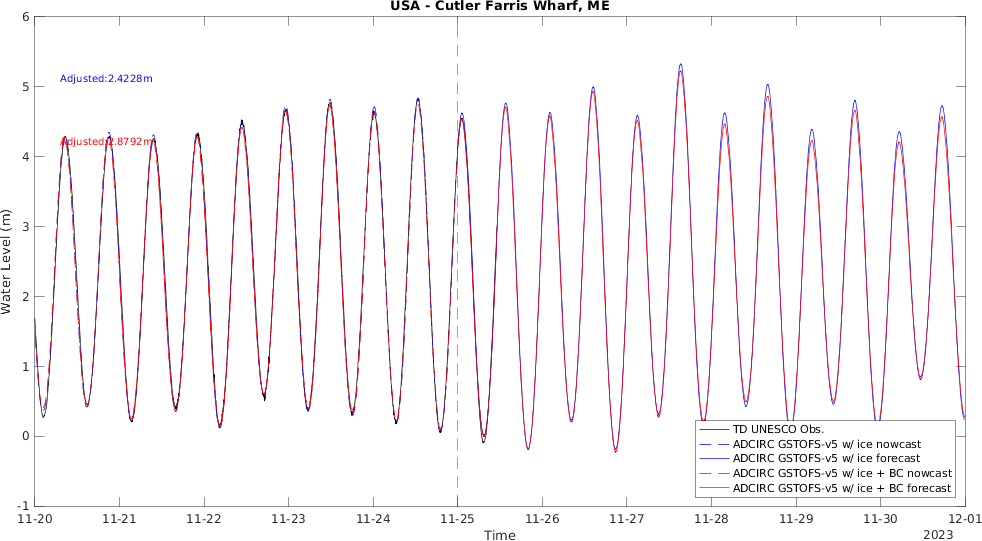 USA - Cutler Farris Wharf, ME
6
5
4
3
2
1
0
-1
Water Level (m)
Adjusted:2.4228m
Adjusted:2.8792m
TD UNESCO Obs.
ADCIRC GSTOFS-v5 w/ ice nowcast
ADCIRC GSTOFS-v5 w/ ice forecast
ADCIRC GSTOFS-v5 w/ ice + BC nowcast
ADCIRC GSTOFS-v5 w/ ice + BC forecast
11-20 11-21 11-22 11-23 11-24 11-25 11-26 11-27 11-28 11-29 11-30 12-01
Time
2023